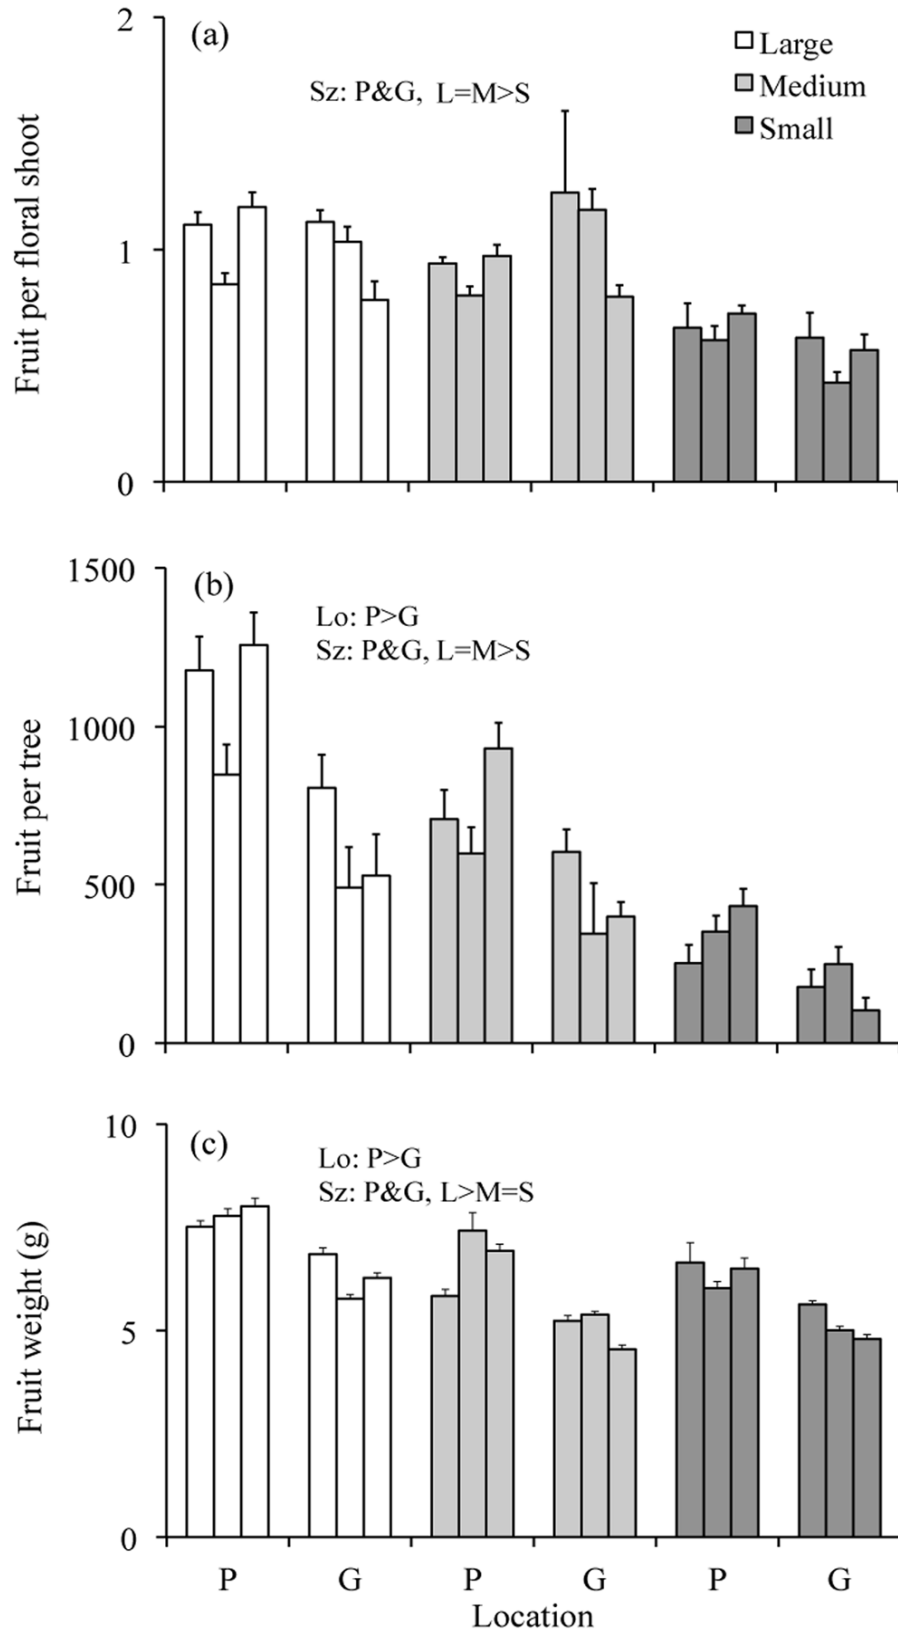 2
(a)
Large
Medium
Small
Sz: P&G, L=M>S
Fruit per floral shoot
1
0
1500
(b)
Lo: P>G
Sz: P&G, L=M>S
1000
Fruit per tree
500
0
10
(c)
Lo: P>G
Sz: P&G, L>M=S
Fruit weight (g)
5
0
P G P G P G
Location